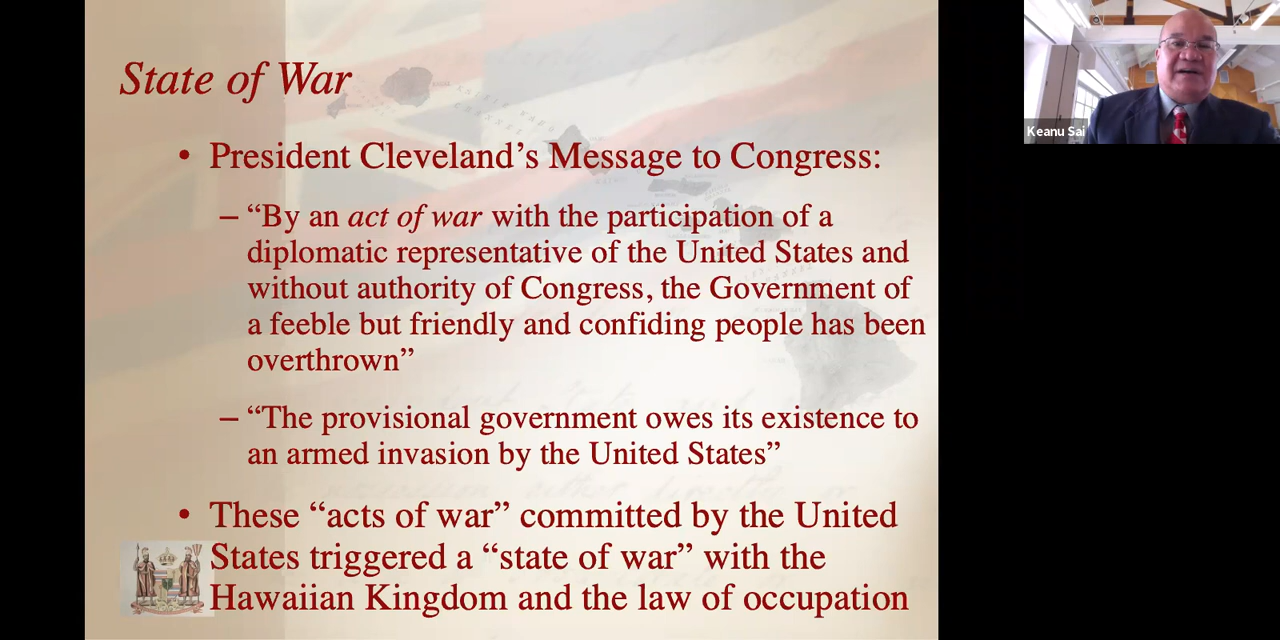 State of War
• President Cleveland’s Message to Congress:
– “By an act of war with the participation of a
diplomatic representative of the United States and
without authority of Congress, the Government of
a feeble but friendly and confiding people has been
overthrown”
– “The provisional government owes its existence to
an armed invasion by the United States”
• These “acts of war” committed by the United
States triggered a “state of war” with the
Hawaiian Kingdom and the law of occupation
Keanu Sai